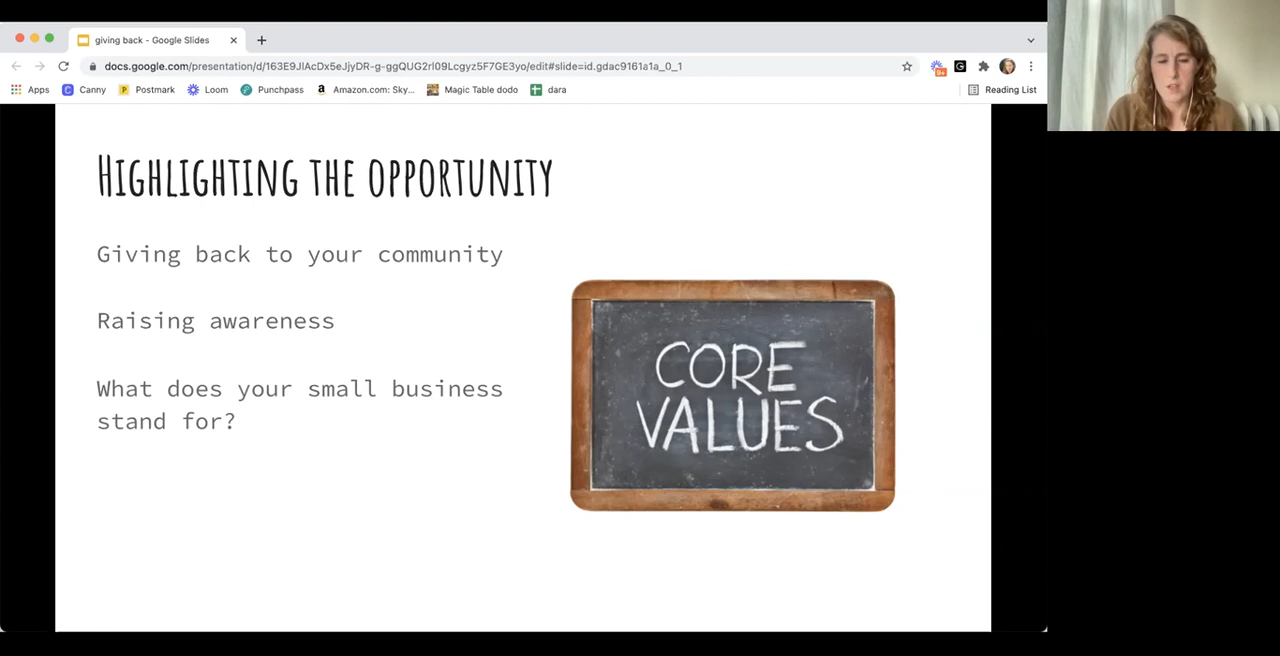 giving back - Google Slides
docs.google.com/presentation/d/163E9JlAcDx5eJjyDR-g-ggQUG2rl09Lcgyz5F7GE3yo/edit#slide=id.gdac9161a1a_0_1
9+
G
Apps Canny Postmark Loom Punchpass Amazon.com: Sky... Magic Table dodo dara Reading List
Highlighting the opportunity
Giving back to your community
Raising awareness
What does your small business
stand for?
CORE
VALUES